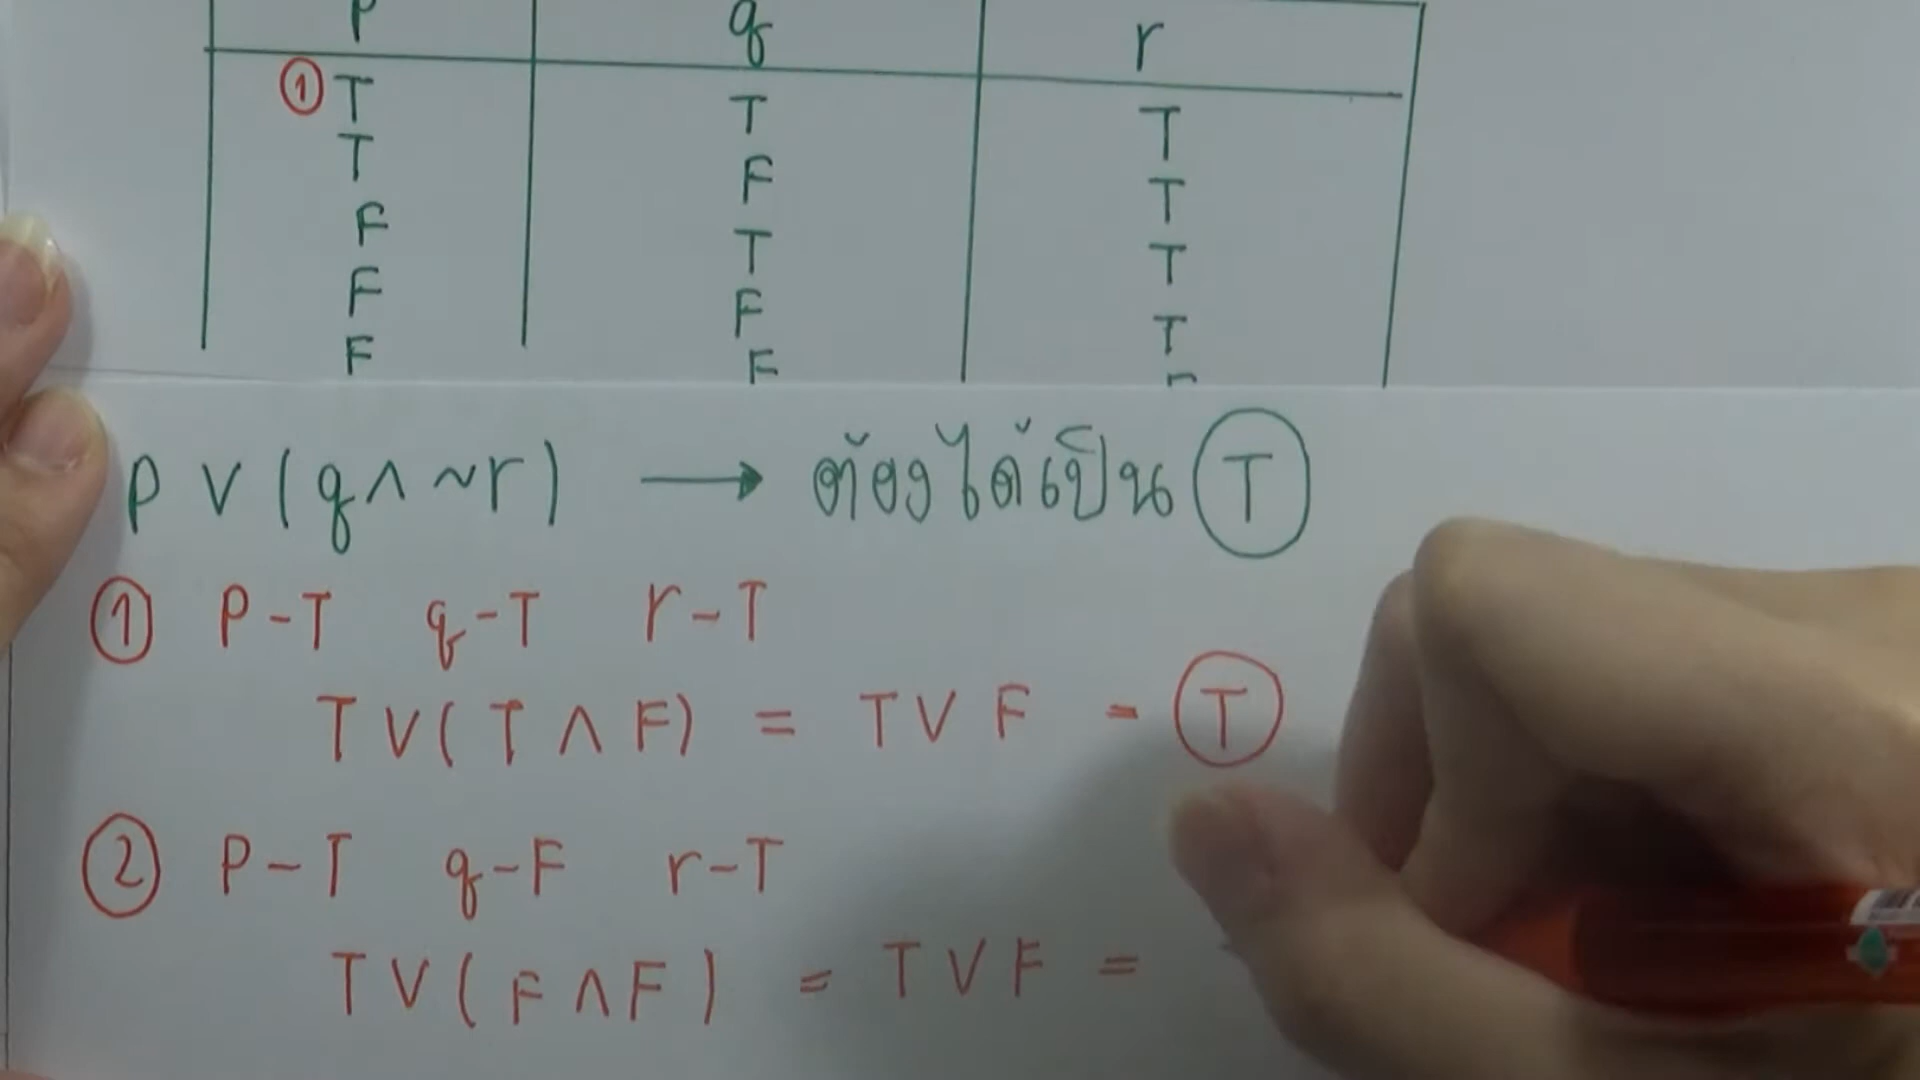 P q r
① T T T
T F T
F T T
F F T
F F
P ∨ (q ∧ ~r) → ต้องได้เป็น T
① P-T q-T r-T
T ∨ (T ∧ F) = T ∨ F - T
② P-T q-F r-T
T ∨ (F ∧ F) = T ∨ F =